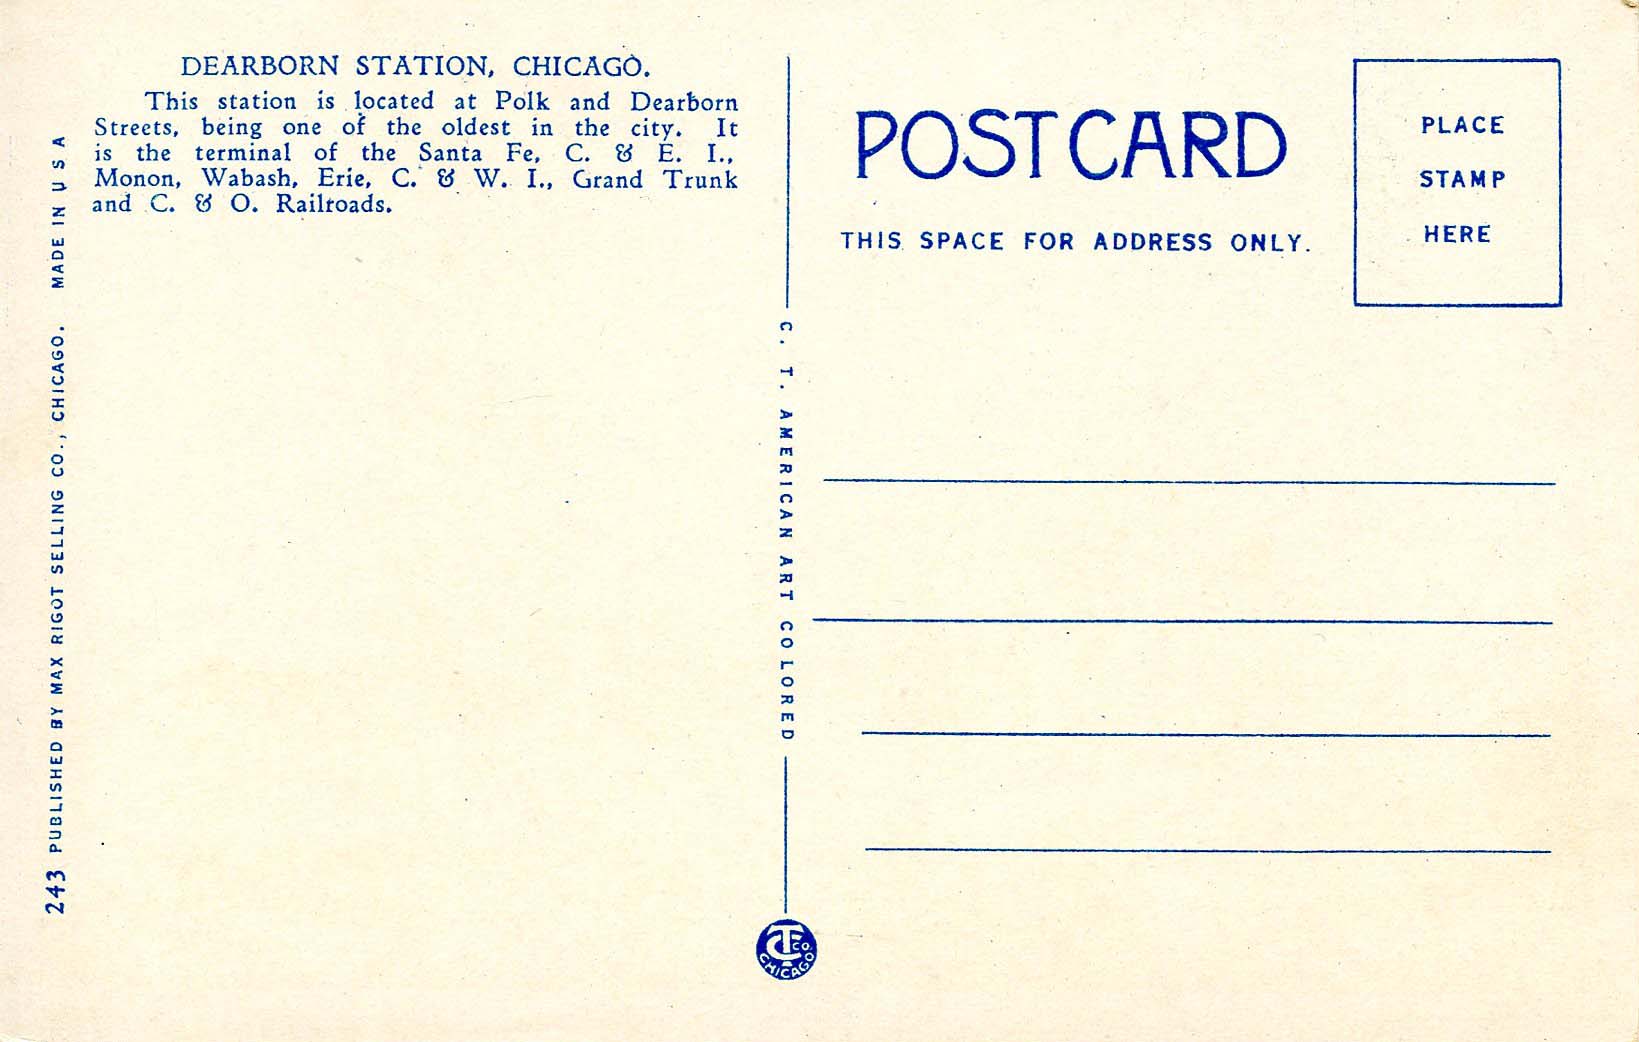 DEARBORN STATION, CHICAGO.
This station is located at Polk and Dearborn
Streets, being one of the oldest in the city. It
is the terminal of the Santa Fe, C. & E. I.,
Monon, Wabash, Erie, C. & W. I., Grand Trunk
and C. & O. Railroads.
243 PUBLISHED BY MAX RIGOT SELLING CO., CHICAGO. MADE IN U S A
C. T. AMERICAN ART COLORED
CT CO. CHICAGO
POST CARD
THIS SPACE FOR ADDRESS ONLY.
PLACE
STAMP
HERE